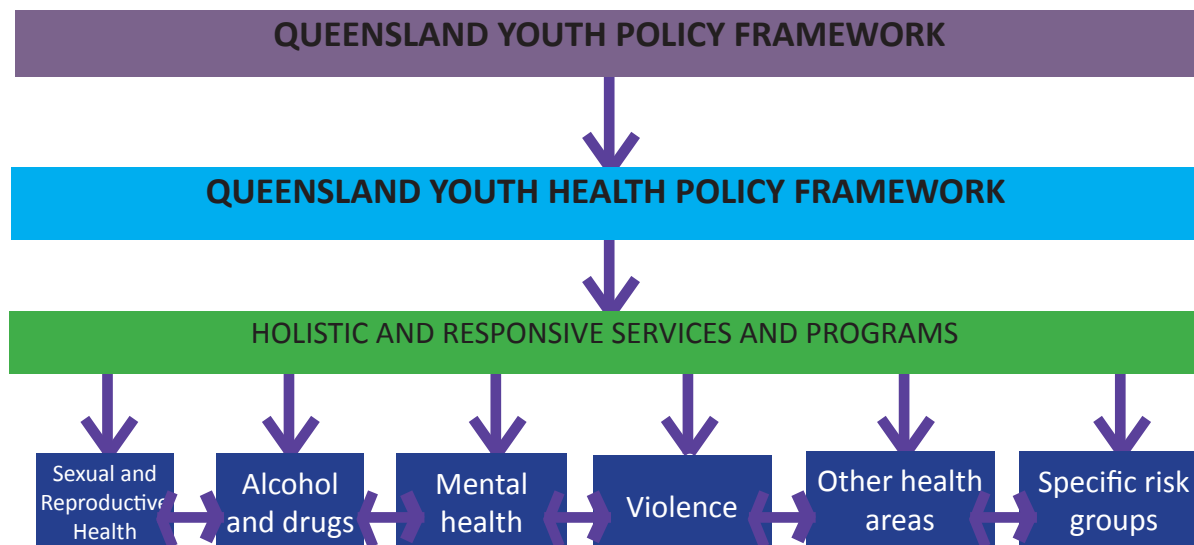 QUEENSLAND YOUTH POLICY FRAMEWORK
QUEENSLAND YOUTH HEALTH POLICY FRAMEWORK
HOLISTIC AND RESPONSIVE SERVICES AND PROGRAMS
Sexual and
Reproductive
Health
Alcohol
and drugs
Mental
health
Violence
Other health
areas
Specific risk
groups